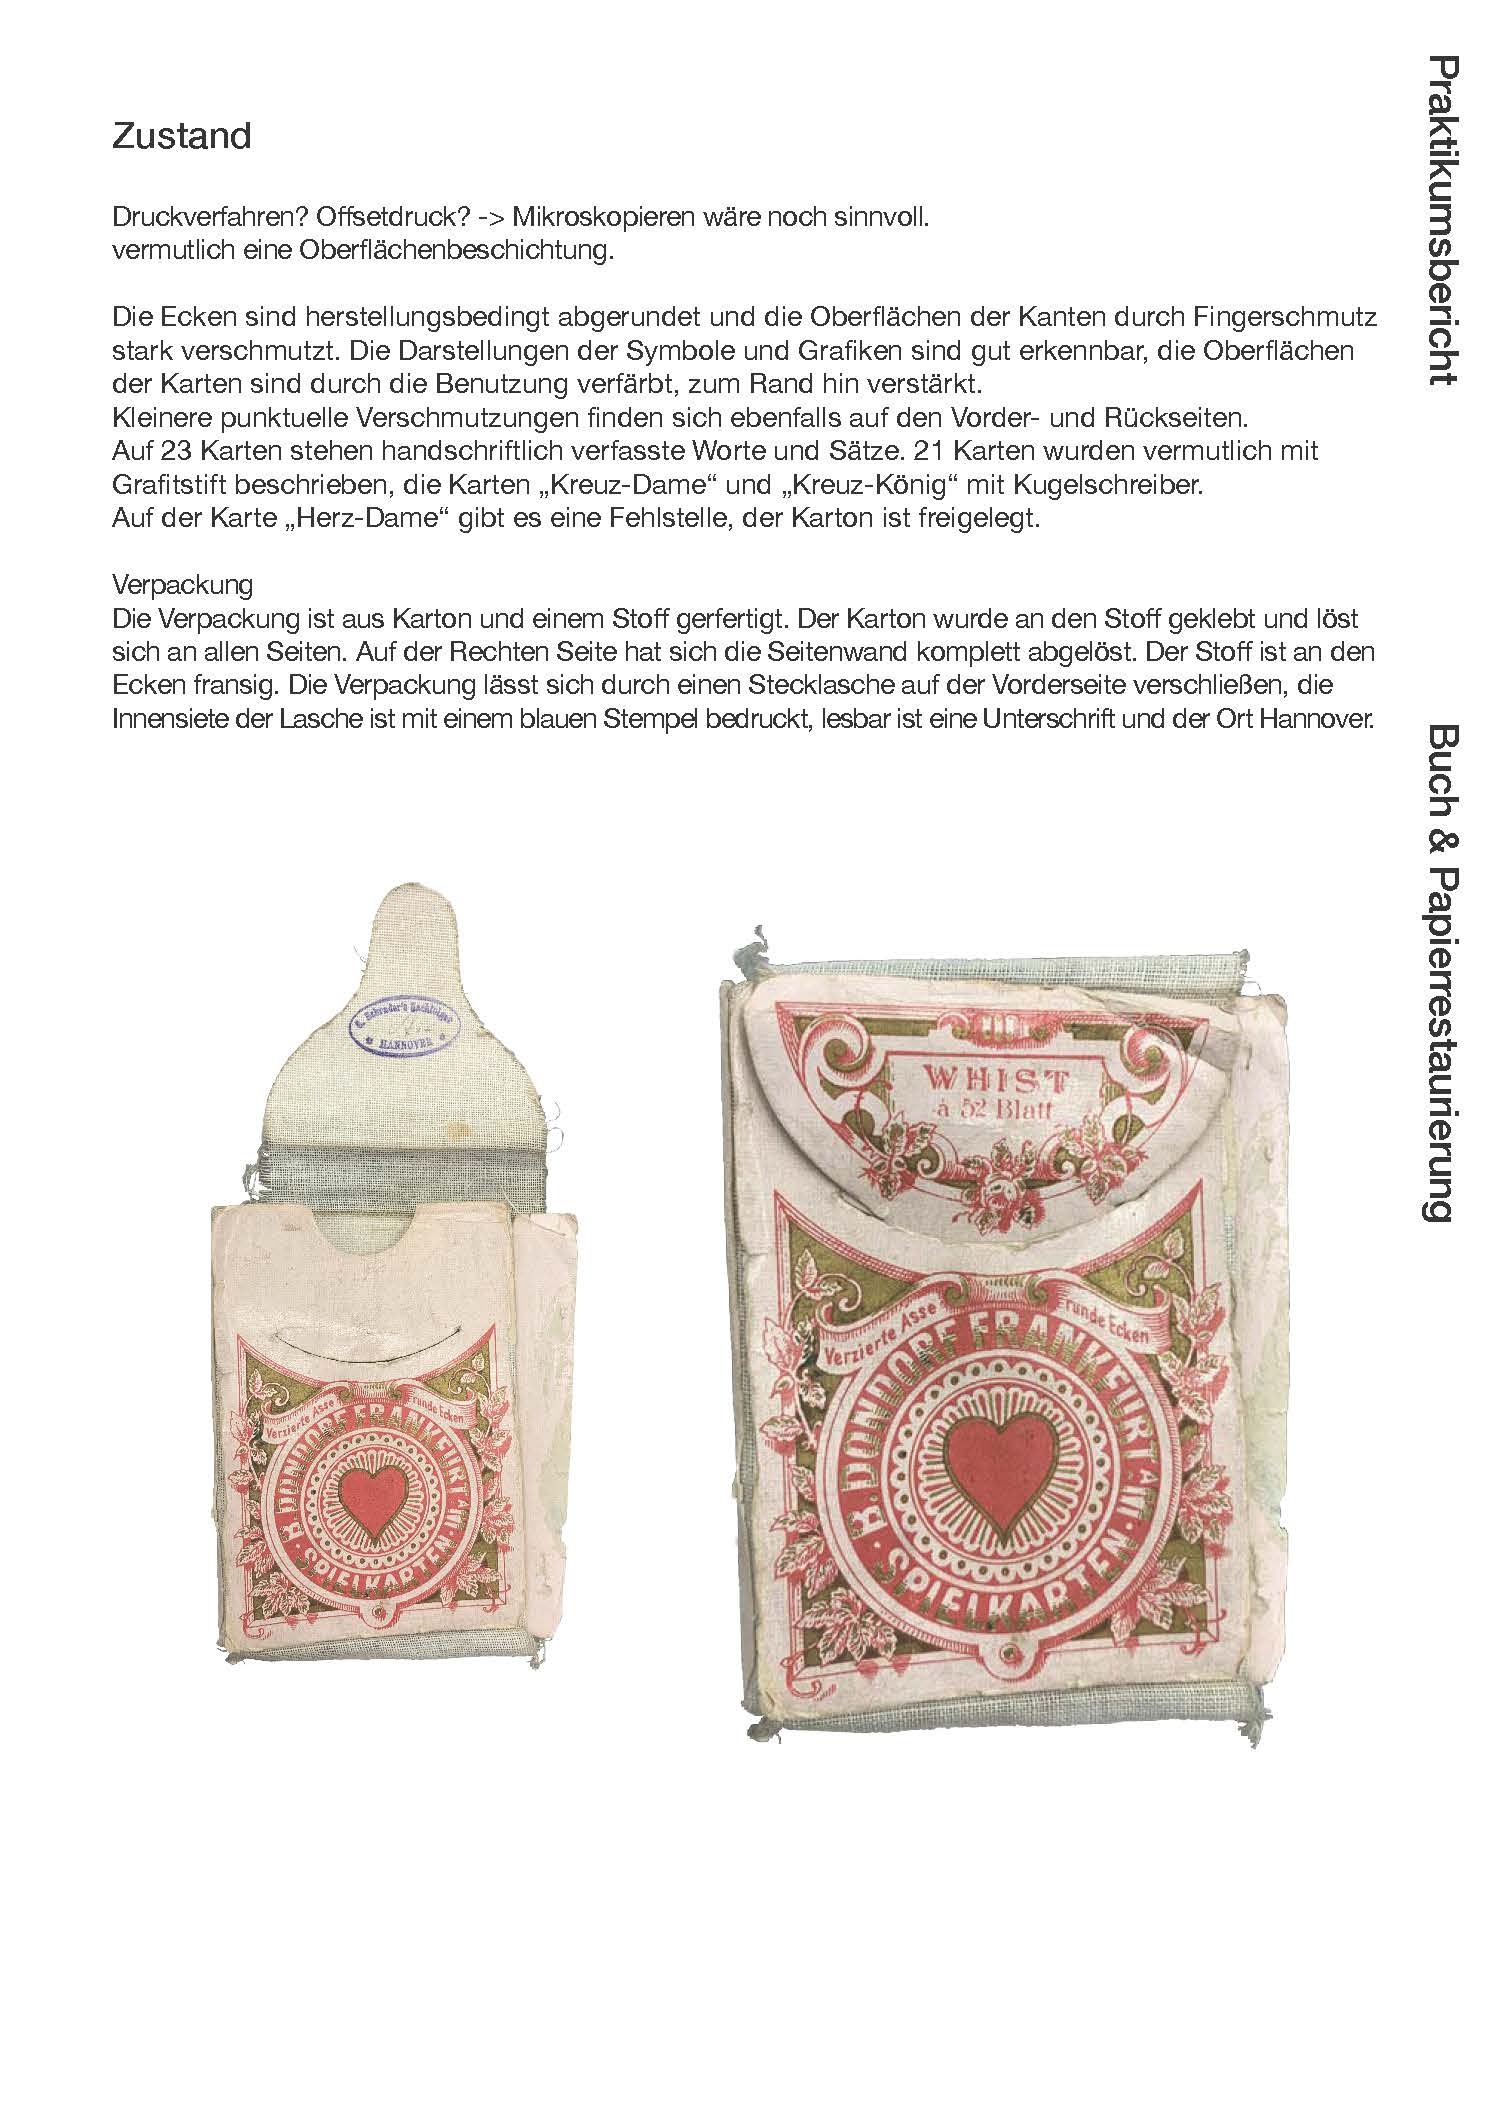 Zustand
Druckverfahren? Offsetdruck? -> Mikroskopieren wäre noch sinnvoll.
vermutlich eine Oberflächenbeschichtung.
Die Ecken sind herstellungsbedingt abgerundet und die Oberflächen der Kanten durch Fingerschmutz
stark verschmutzt. Die Darstellungen der Symbole und Grafiken sind gut erkennbar, die Oberflächen
der Karten sind durch die Benutzung verfärbt, zum Rand hin verstärkt.
Kleinere punktuelle Verschmutzungen finden sich ebenfalls auf den Vorder- und Rückseiten.
Auf 23 Karten stehen handschriftlich verfasste Worte und Sätze. 21 Karten wurden vermutlich mit
Grafitstift beschrieben, die Karten „Kreuz-Dame“ und „Kreuz-König“ mit Kugelschreiber.
Auf der Karte „Herz-Dame“ gibt es eine Fehlstelle, der Karton ist freigelegt.
Verpackung
Die Verpackung ist aus Karton und einem Stoff gerfertigt. Der Karton wurde an den Stoff geklebt und löst
sich an allen Seiten. Auf der Rechten Seite hat sich die Seitenwand komplett abgelöst. Der Stoff ist an den
Ecken fransig. Die Verpackung lässt sich durch einen Stecklasche auf der Vorderseite verschließen, die
Innensiete der Lasche ist mit einem blauen Stempel bedruckt, lesbar ist eine Unterschrift und der Ort Hannover.
Praktikumsbericht
Buch & Papierrestaurierung
HANNOVER
Verzierte Asse runde Ecken
B. DONDORF FRANKFURT A/M.
SPIELKARTEN
WHIST
à 52 Blatt
Verzierte Asse runde Ecken
B. DONDORF FRANKFURT A/M.
SPIELKARTEN